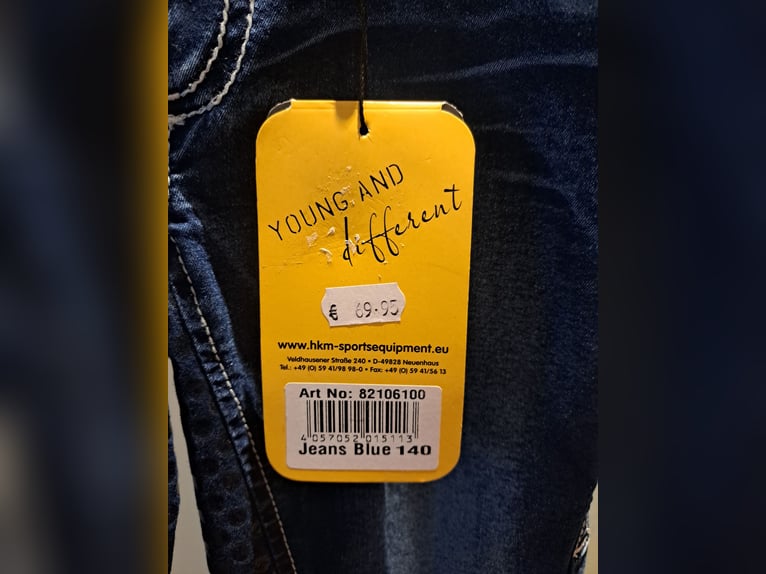 YOUNG AND
different
€ 69.95
www.hkm-sportsequipment.eu
Veldhausener Straße 240 • D-49828 Neuenhaus
Tel.: +49 (0) 59 41/98 98-0 • Fax: +49 (0) 59 41/56 13
Art No: 82106100
4 057052 015113
Jeans Blue 140